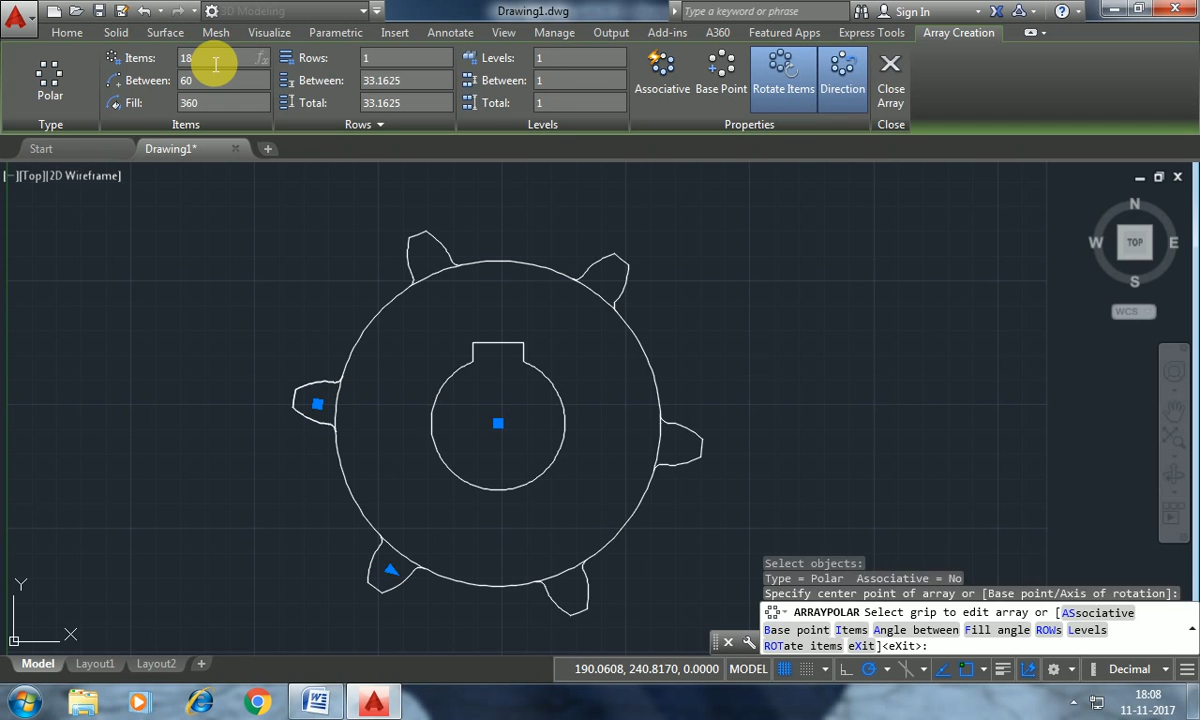 3D Modeling
Drawing1.dwg
Type a keyword or phrase
Sign In
Home Solid Surface Mesh Visualize Parametric Insert Annotate View Manage Output Add-ins A360 Featured Apps Express Tools Array Creation
Items: 18 Rows: 1 Levels: 1
Between: 60 Between: 33.1625 Between: 1
Fill: 360 Total: 33.1625 Total: 1
Polar Associative Base Point Rotate Items Direction Close Array
Type Items Rows Levels Properties Close
Start Drawing1* +
[−][Top][2D Wireframe]
N
W TOP E
S
WCS
Y
X
Select objects:
Type = Polar Associative = No
Specify center point of array or [Base point/Axis of rotation]:
ARRAYPOLAR Select grip to edit array or [ASsociative
Base point Items Angle between Fill angle ROWs Levels
ROTate items eXit]<eXit>:
Model Layout1 Layout2 +
190.0608, 240.8170, 0.0000 MODEL Decimal
18:08
11-11-2017